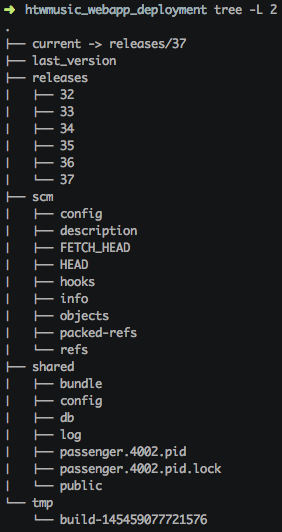 ➜ htwmusic_webapp_deployment tree -L 2
.
├── current -> releases/37
├── last_version
├── releases
│   ├── 32
│   ├── 33
│   ├── 34
│   ├── 35
│   ├── 36
│   └── 37
├── scm
│   ├── config
│   ├── description
│   ├── FETCH_HEAD
│   ├── HEAD
│   ├── hooks
│   ├── info
│   ├── objects
│   ├── packed-refs
│   └── refs
├── shared
│   ├── bundle
│   ├── config
│   ├── db
│   ├── log
│   ├── passenger.4002.pid
│   ├── passenger.4002.pid.lock
│   └── public
└── tmp
    └── build-145459077721576